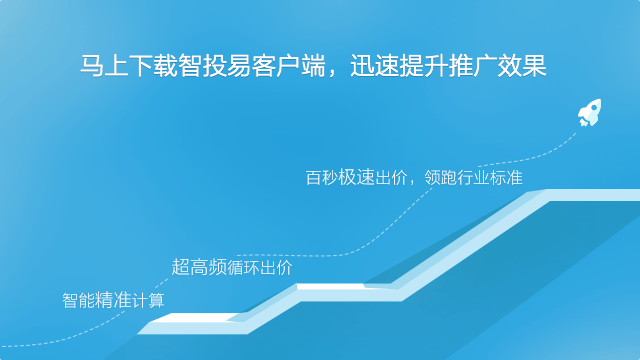 马上下载智投易客户端，迅速提升推广效果
百秒极速出价，领跑行业标准
超高频循环出价
智能精准计算